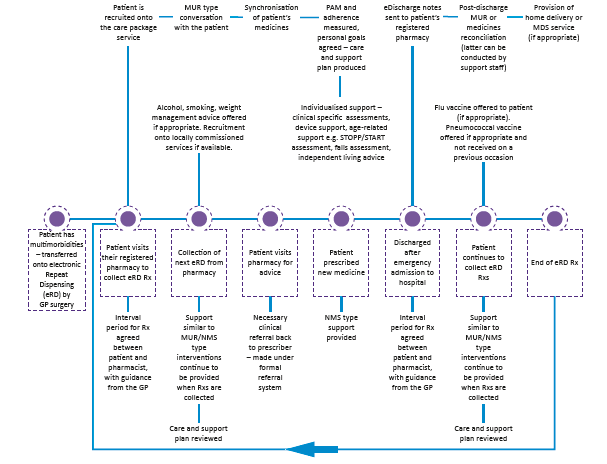 Patient is
recruited onto
the care package
service
MUR type
conversation
with the patient
Synchronisation
of patient's
medicines
PAM and
adherence
measured,
personal goals
agreed – care
and support
plan produced
eDischarge notes
sent to patient's
registered
pharmacy
Post-discharge
MUR or
medicines
reconciliation
(latter can be
conducted by
support staff)
Provision of
home delivery or
MDS service
(if appropriate)
Alcohol, smoking, weight
management advice offered
if appropriate. Recruitment
onto locally commissioned
services if available.
Individualised support –
clinical specific assessments,
device support, age-related
support e.g. STOPP/START
assessment, falls assessment,
independent living advice
Flu vaccine offered to patient
(if appropriate).
Pneumococcal vaccine
offered if appropriate and
not received on a
previous occasion
Patient has
multimorbidities
– transferred
onto electronic
Repeat
Dispensing
(eRD) by
GP surgery
Patient visits
their registered
pharmacy to
collect eRD Rx
Collection of
next eRD from
pharmacy
Patient visits
pharmacy for
advice
Patient
prescribed
new medicine
Discharged
after
emergency
admission to
hospital
Patient
continues to
collect eRD
Rxs
End of eRD Rx
Interval
period for Rx
agreed
between
patient and
pharmacist,
with guidance
from the GP
Support
similar to
MUR/NMS
type
interventions
continue to
be provided
when Rxs are
collected
Necessary
clinical
referral back
to prescriber
– made under
formal
referral
system
NMS type
support
provided
Interval
period for Rx
agreed
between
patient and
pharmacist,
with guidance
from the GP
Support
similar to
MUR/NMS
type
interventions
continue to
be provided
when Rxs are
collected
Care and support
plan reviewed
Care and support
plan reviewed